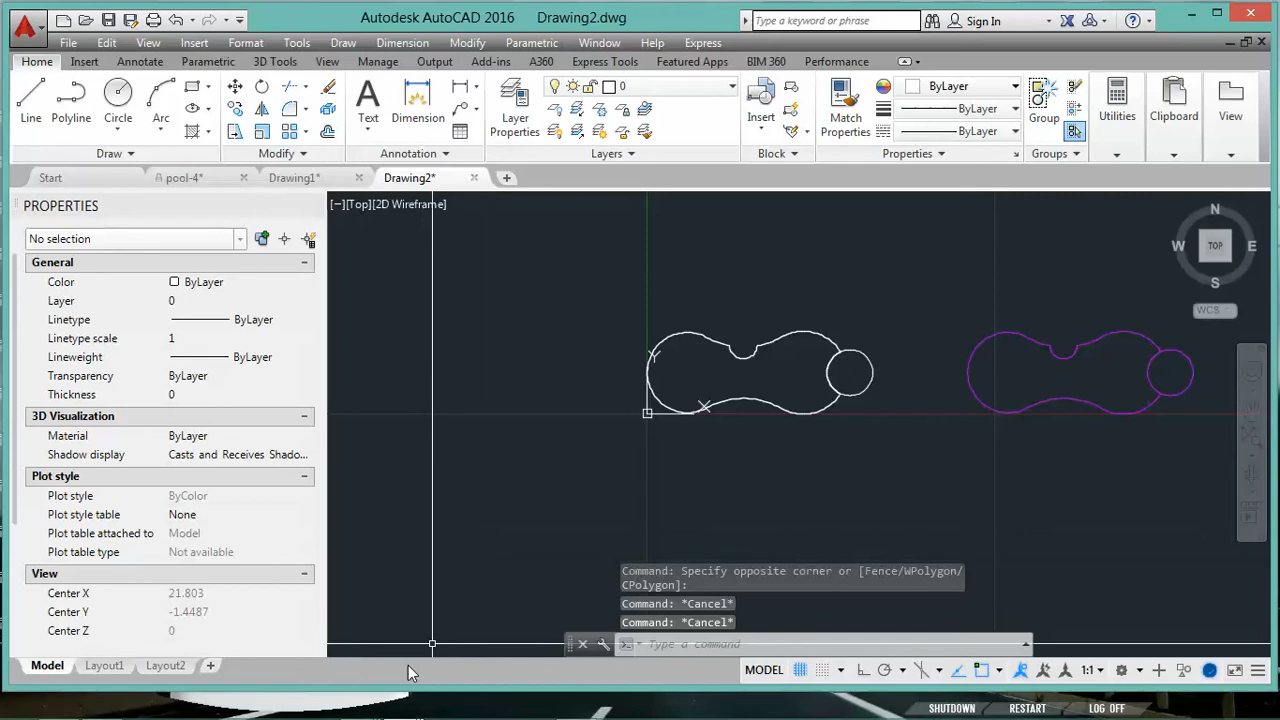 Autodesk AutoCAD 2016 Drawing2.dwg Type a keyword or phrase Sign In
File Edit View Insert Format Tools Draw Dimension Modify Parametric Window Help Express
Home Insert Annotate Parametric 3D Tools View Manage Output Add-ins A360 Express Tools Featured Apps BIM 360 Performance
0 ByLayer
ByLayer
ByLayer
Line Polyline Circle Arc Text Dimension Layer Properties Insert Match Properties Group Utilities Clipboard View
Draw Modify Annotation Layers Block Properties Groups
Start pool-4* Drawing1* Drawing2*
PROPERTIES
[−][Top][2D Wireframe]
No selection
General
Color ByLayer
Layer 0
Linetype ByLayer
Linetype scale 1
Lineweight ByLayer
Transparency ByLayer
Thickness 0
3D Visualization
Material ByLayer
Shadow display Casts and Receives Shado...
Plot style
Plot style ByColor
Plot style table None
Plot table attached to Model
Plot table type Not available
View
Center X 21.803
Center Y -1.4487
Center Z 0
N
W TOP E
S
WCS
Y
X
Command: Specify opposite corner or [Fence/WPolygon/
CPolygon]:
Command: *Cancel*
Command: *Cancel*
Type a command
Model Layout1 Layout2 MODEL 1:1
SHUTDOWN RESTART LOG OFF